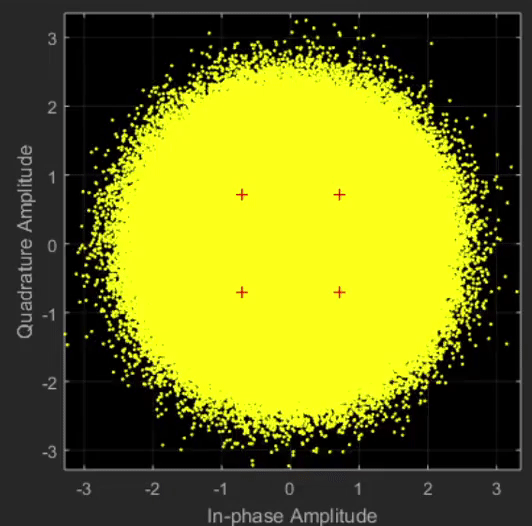 3
2
1
0
-1
-2
-3
Quadrature Amplitude
-3 -2 -1 0 1 2 3
In-phase Amplitude